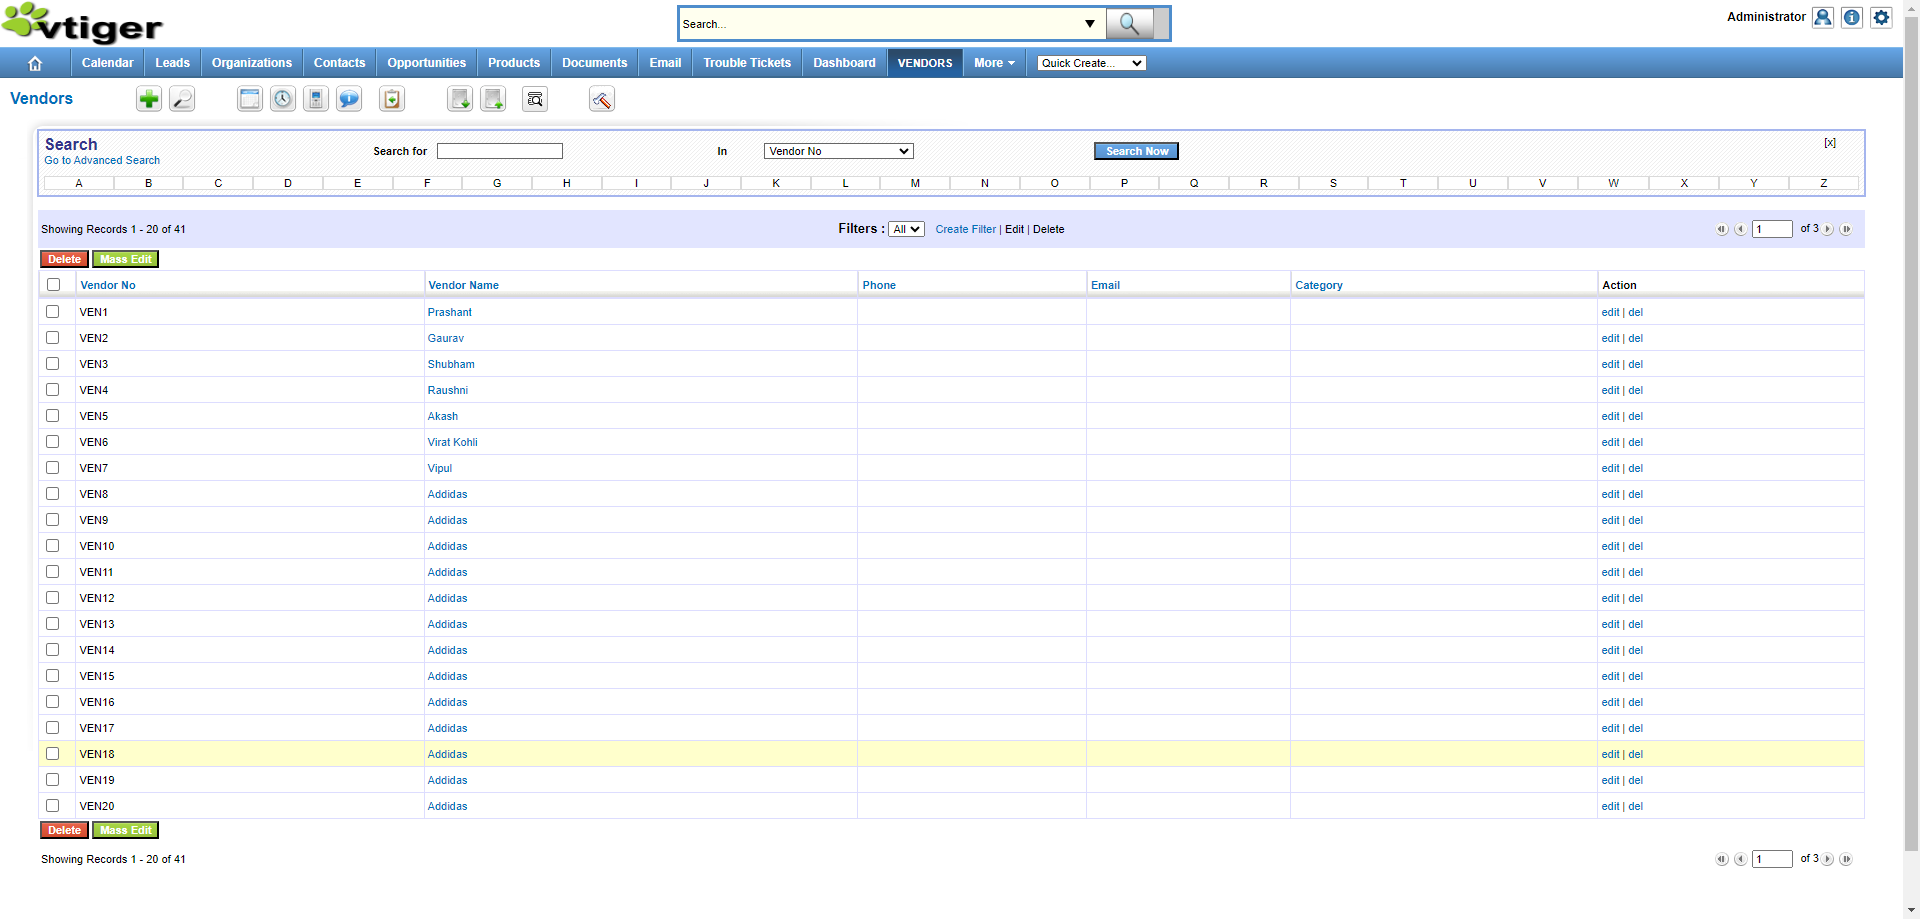 vtiger
Search...
Administrator
Calendar Leads Organizations Contacts Opportunities Products Documents Email Trouble Tickets Dashboard VENDORS More Quick Create...
Vendors
Search
Go to Advanced Search
Search for In Vendor No Search Now [x]
A B C D E F G H I J K L M N O P Q R S T U V W X Y Z
Showing Records 1 - 20 of 41 Filters : All Create Filter | Edit | Delete 1 of 3
Delete Mass Edit
Vendor No Vendor Name Phone Email Category Action
VEN1 Prashant edit | del
VEN2 Gaurav edit | del
VEN3 Shubham edit | del
VEN4 Raushni edit | del
VEN5 Akash edit | del
VEN6 Virat Kohli edit | del
VEN7 Vipul edit | del
VEN8 Addidas edit | del
VEN9 Addidas edit | del
VEN10 Addidas edit | del
VEN11 Addidas edit | del
VEN12 Addidas edit | del
VEN13 Addidas edit | del
VEN14 Addidas edit | del
VEN15 Addidas edit | del
VEN16 Addidas edit | del
VEN17 Addidas edit | del
VEN18 Addidas edit | del
VEN19 Addidas edit | del
VEN20 Addidas edit | del
Delete Mass Edit
Showing Records 1 - 20 of 41 1 of 3